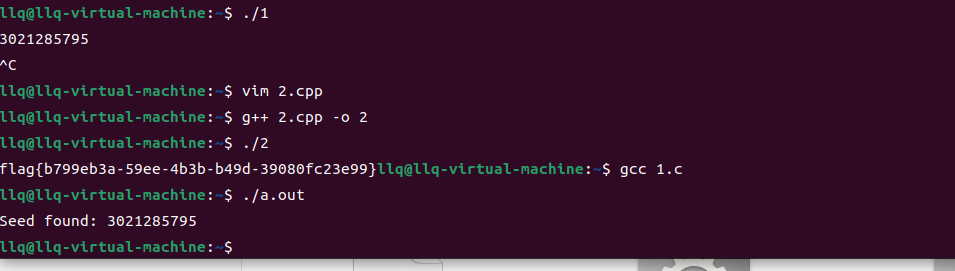 llq@llq-virtual-machine:~$ ./1
3021285795
^C
llq@llq-virtual-machine:~$ vim 2.cpp
llq@llq-virtual-machine:~$ g++ 2.cpp -o 2
llq@llq-virtual-machine:~$ ./2
flag{b799eb3a-59ee-4b3b-b49d-39080fc23e99}llq@llq-virtual-machine:~$ gcc 1.c
llq@llq-virtual-machine:~$ ./a.out
Seed found: 3021285795
llq@llq-virtual-machine:~$